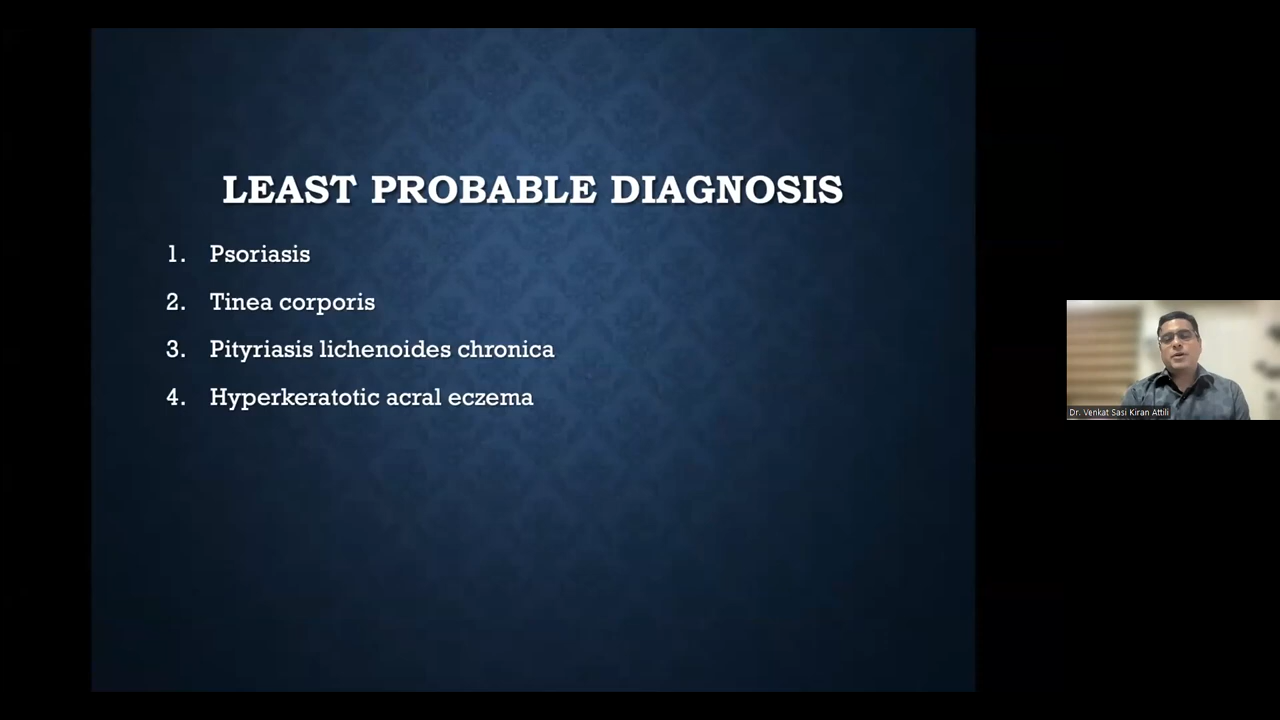 LEAST PROBABLE DIAGNOSIS
1. Psoriasis
2. Tinea corporis
3. Pityriasis lichenoides chronica
4. Hyperkeratotic acral eczema
Dr. Venkat Sasi Kiran Attili